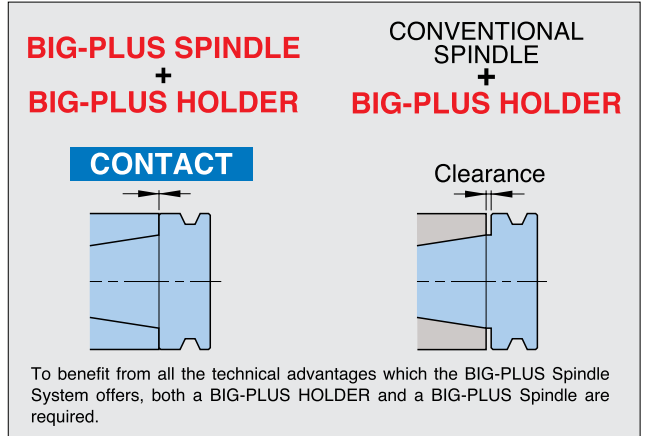 BIG-PLUS SPINDLE
+
BIG-PLUS HOLDER
CONTACT
CONVENTIONAL
SPINDLE
+
BIG-PLUS HOLDER
Clearance
To benefit from all the technical advantages which the BIG-PLUS Spindle
System offers, both a BIG-PLUS HOLDER and a BIG-PLUS Spindle are
required.